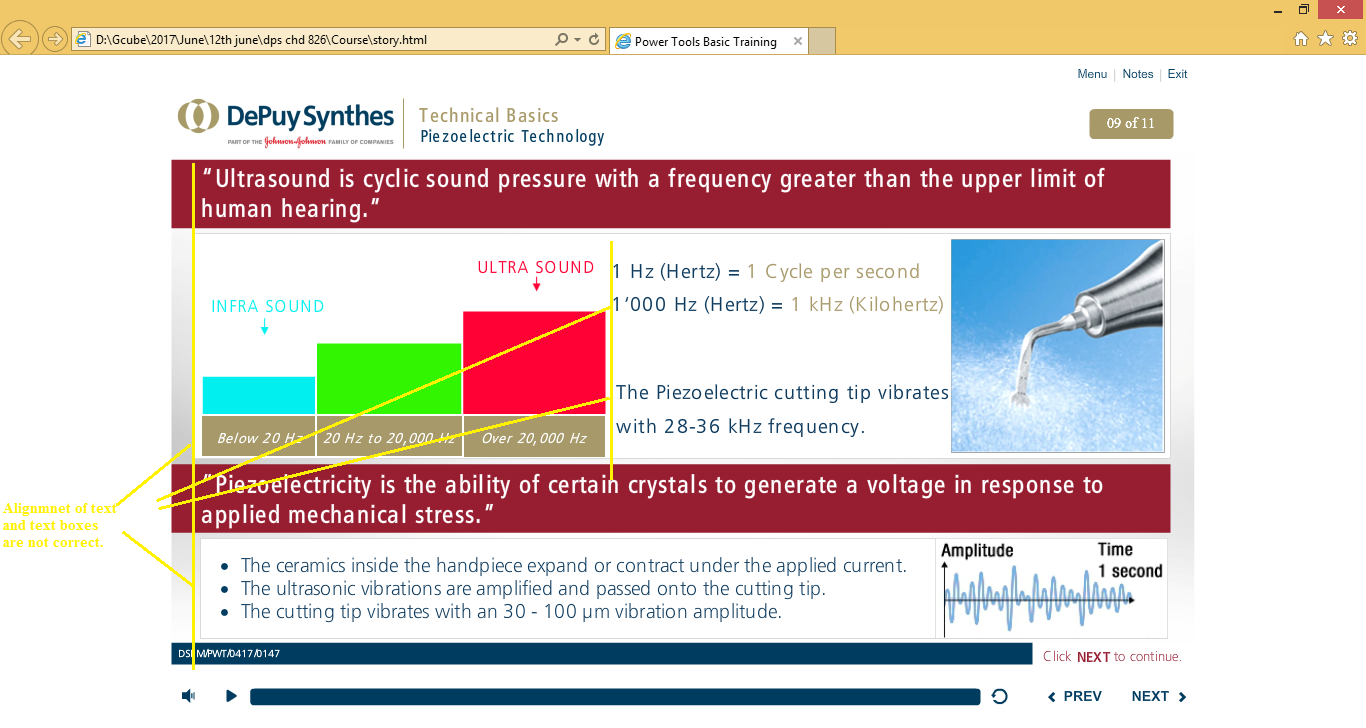 D:\Gcube\2017\June\12th june\dps chd 826\Course\story.html
Power Tools Basic Training
Menu | Notes | Exit
DePuy Synthes
PART OF THE Johnson & Johnson FAMILY OF COMPANIES
Technical Basics
Piezoelectric Technology
09 of 11
“Ultrasound is cyclic sound pressure with a frequency greater than the upper limit of
human hearing.”
ULTRA SOUND
INFRA SOUND
1 Hz (Hertz) = 1 Cycle per second
1’000 Hz (Hertz) = 1 kHz (Kilohertz)
The Piezoelectric cutting tip vibrates
with 28-36 kHz frequency.
Below 20 Hz
20 Hz to 20,000 Hz
Over 20,000 Hz
“Piezoelectricity is the ability of certain crystals to generate a voltage in response to
applied mechanical stress.”
Alignmnet of text
and text boxes
are not correct.
• The ceramics inside the handpiece expand or contract under the applied current.
• The ultrasonic vibrations are amplified and passed onto the cutting tip.
• The cutting tip vibrates with an 30 - 100 µm vibration amplitude.
Amplitude
Time
1 second
Click NEXT to continue.
PREV
NEXT